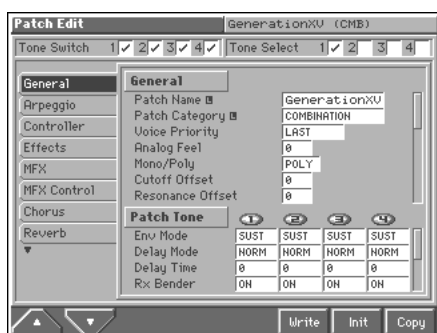 Patch Edit GenerationXV (CMB)
Tone Switch 1 2 3 4 Tone Select 1 2 3 4
General
Arpeggio
Controller
Effects
MFX
MFX Control
Chorus
Reverb
General
Patch Name GenerationXV
Patch Category COMBINATION
Voice Priority LAST
Analog Feel 0
Mono/Poly POLY
Cutoff Offset 0
Resonance Offset 0
Patch Tone 1 2 3 4
Env Mode SUST SUST SUST SUST
Delay Mode NORM NORM NORM NORM
Delay Time 0 0 0 0
Rx Bender ON ON ON ON
Write Init Copy